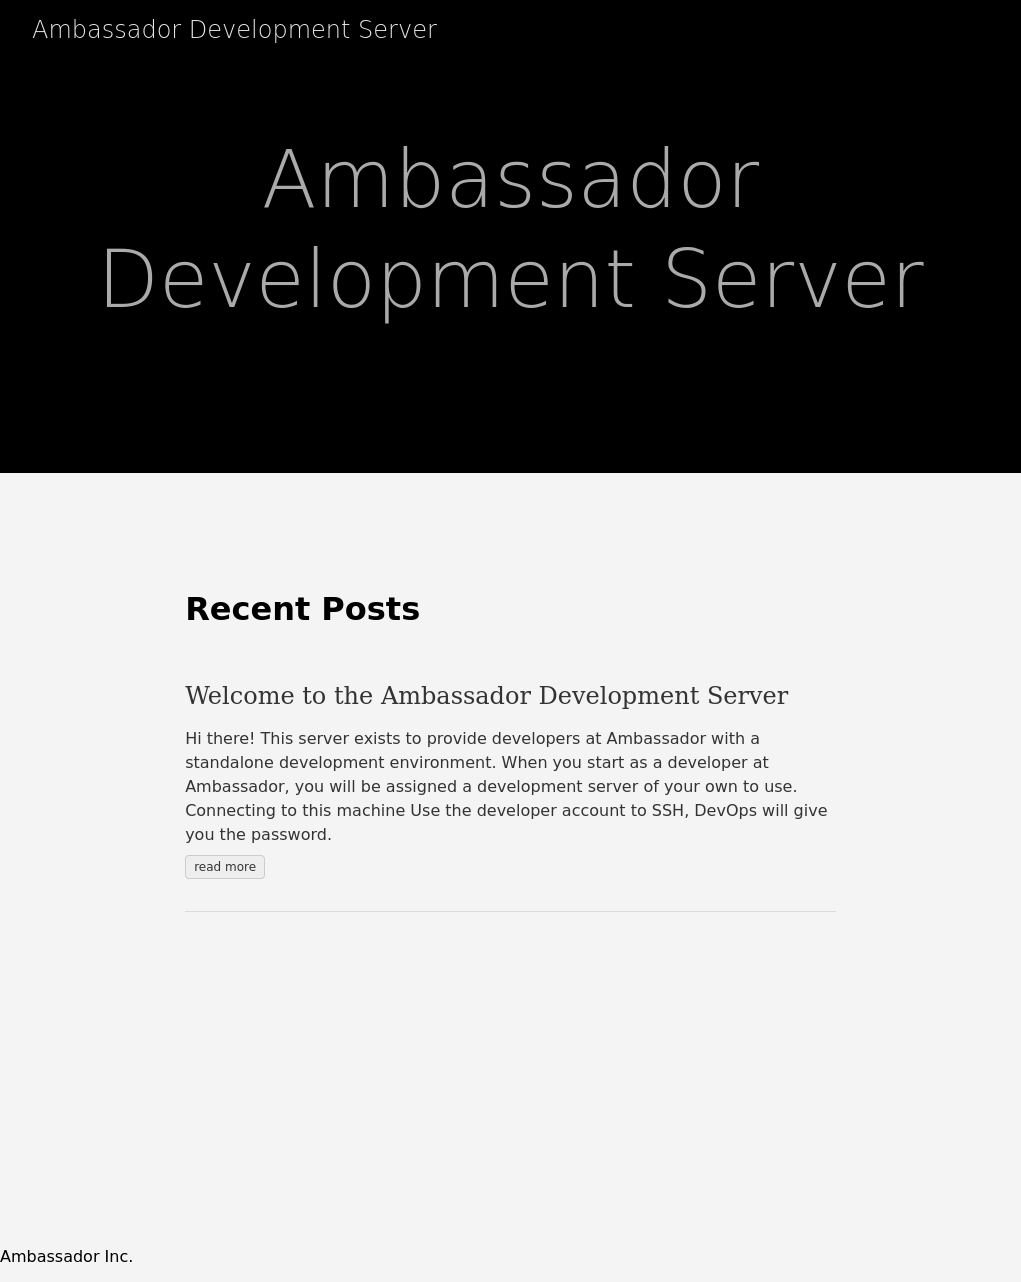 Ambassador Development Server
Ambassador
Development Server
Recent Posts
Welcome to the Ambassador Development Server
Hi there! This server exists to provide developers at Ambassador with a
standalone development environment. When you start as a developer at
Ambassador, you will be assigned a development server of your own to use.
Connecting to this machine Use the developer account to SSH, DevOps will give
you the password.
read more
Ambassador Inc.